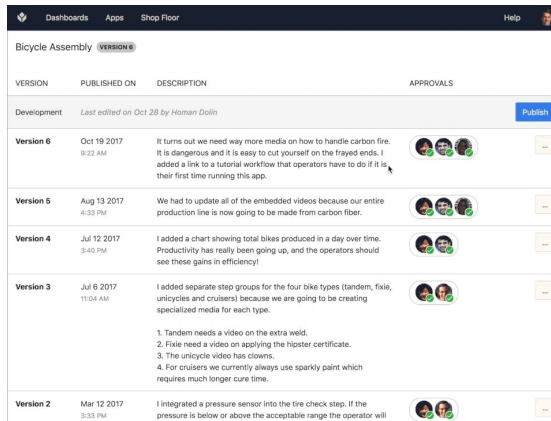 Dashboards Apps Shop Floor Help
Bicycle Assembly VERSION 6
VERSION PUBLISHED ON DESCRIPTION APPROVALS
Development Last edited on Oct 28 by Homan Dolin Publish
Version 6 Oct 19 2017 It turns out we need way more media on how to handle carbon fire.
9:22 AM It is dangerous and it is easy to cut yourself on the frayed ends. I
added a link to a tutorial workflow that operators have to do if it is
their first time running this app.
...
Version 5 Aug 13 2017 We had to update all of the embedded videos because our entire
4:33 PM production line is now going to be made from carbon fiber.
...
Version 4 Jul 12 2017 I added a chart showing total bikes produced in a day over time.
3:40 PM Productivity has really been going up, and the operators should
see these gains in efficiency!
...
Version 3 Jul 6 2017 I added separate step groups for the four bike types (tandem, fixie,
11:04 AM unicycles and cruisers) because we are going to be creating
specialized media for each type.
...
1. Tandem needs a video on the extra weld.
2. Fixie need a video on applying the hipster certificate.
3. The unicycle video has clowns.
4. For cruisers we currently always use sparkly paint which
requires much longer cure time.
Version 2 Mar 12 2017 I integrated a pressure sensor into the tire check step. If the
3:33 PM pressure is below or above the acceptable range the operator will
...